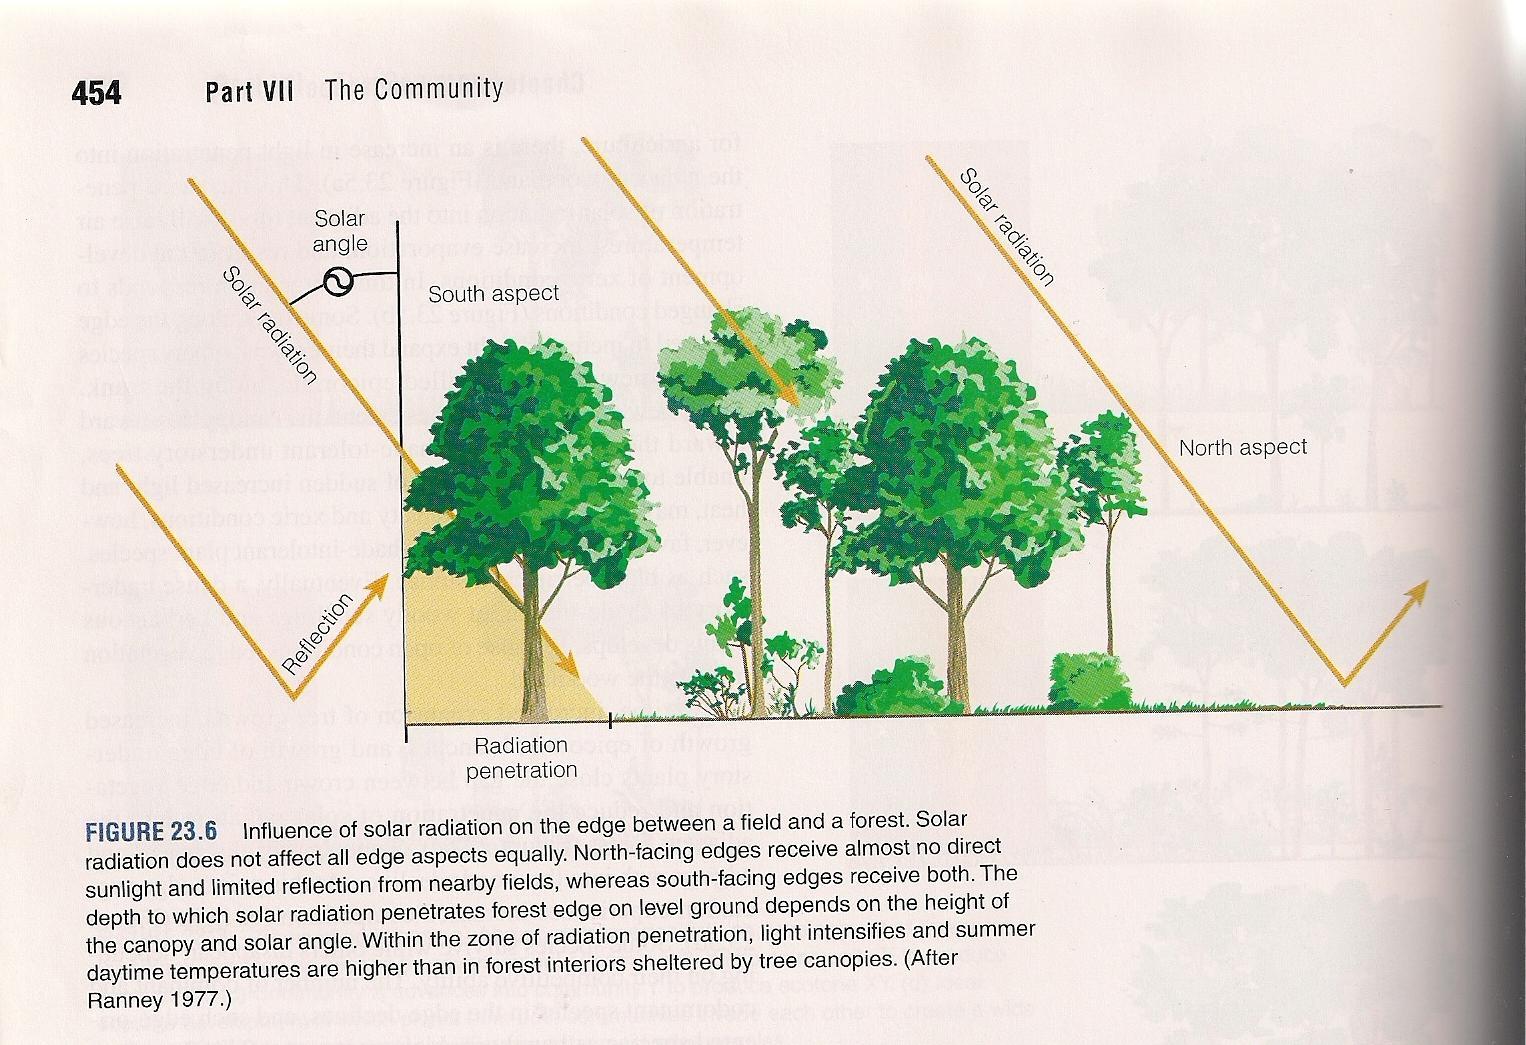 454 Part VII The Community
Solar
angle
Solar radiation
South aspect
Solar radiation
North aspect
Reflection
Radiation
penetration
FIGURE 23.6 Influence of solar radiation on the edge between a field and a forest. Solar
radiation does not affect all edge aspects equally. North-facing edges receive almost no direct
sunlight and limited reflection from nearby fields, whereas south-facing edges receive both. The
depth to which solar radiation penetrates forest edge on level ground depends on the height of
the canopy and solar angle. Within the zone of radiation penetration, light intensifies and summer
daytime temperatures are higher than in forest interiors sheltered by tree canopies. (After
Ranney 1977.)